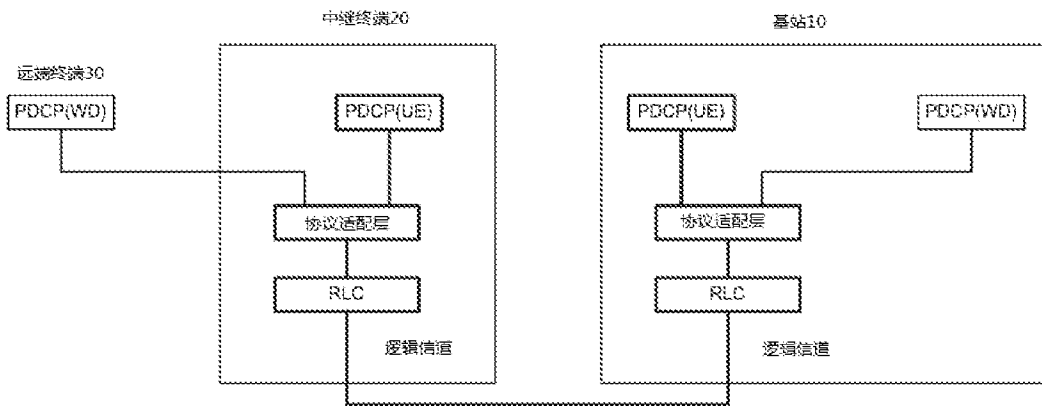 中继终端20
基站10
远端终端30
PDCP(WD)
PDCP(UE)
PDCP(UE)
PDCP(WD)
协议适配层
协议适配层
RLC
RLC
逻辑信道
逻辑信道